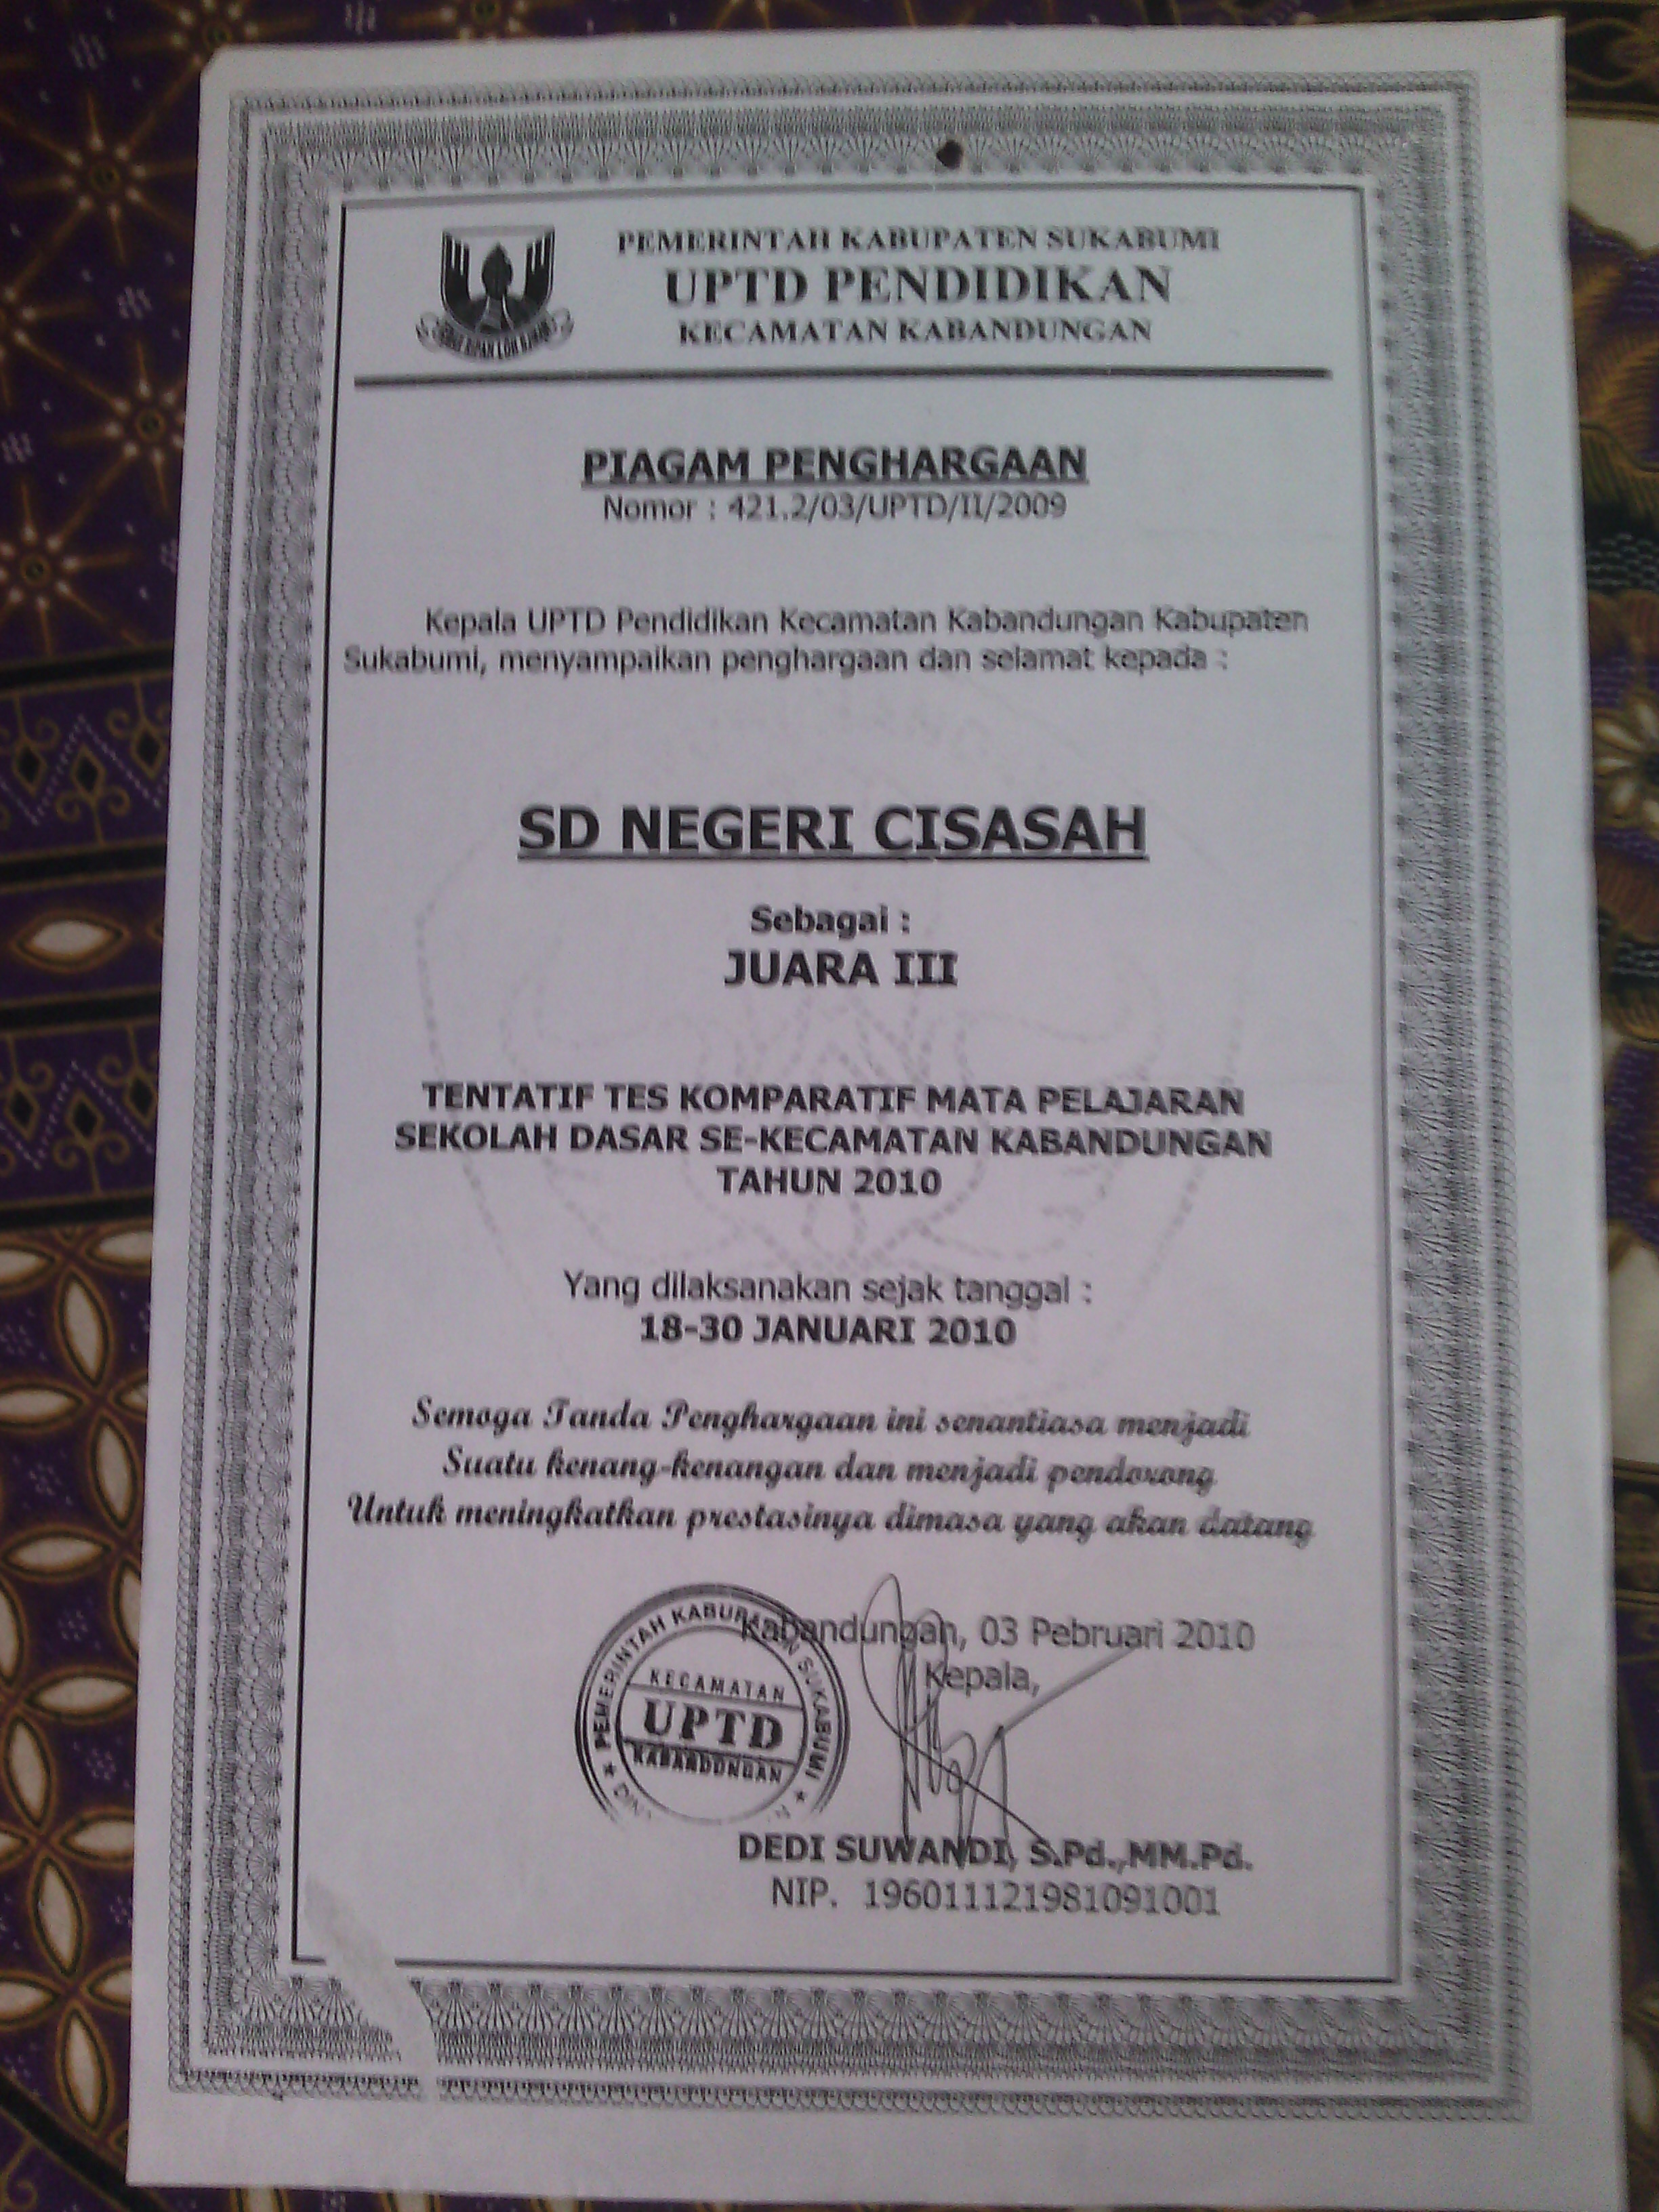 PEMERINTAH KABUPATEN SUKABUMI
UPTD PENDIDIKAN
KECAMATAN KABANDUNGAN
PIAGAM PENGHARGAAN
Nomor : 421.2/03/UPTD/II/2009
Kepala UPTD Pendidikan Kecamatan Kabandungan Kabupaten
Sukabumi, menyampaikan penghargaan dan selamat kepada :
SD NEGERI CISASAH
Sebagai :
JUARA III
TENTATIF TES KOMPARATIF MATA PELAJARAN
SEKOLAH DASAR SE-KECAMATAN KABANDUNGAN
TAHUN 2010
Yang dilaksanakan sejak tanggal :
18-30 JANUARI 2010
Semoga Tanda Penghargaan ini senantiasa menjadi
Suatu kenang-kenangan dan menjadi pendorong
Untuk meningkatkan prestasinya dimasa yang akan datang
Kabandungan, 03 Pebruari 2010
Kepala,
PEMERINTAH KABUPATEN SUKABUMI
KECAMATAN
UPTD
KABANDUNGAN
DEDI SUWANDI, S.Pd.,MM.Pd.
NIP. 196011121981091001